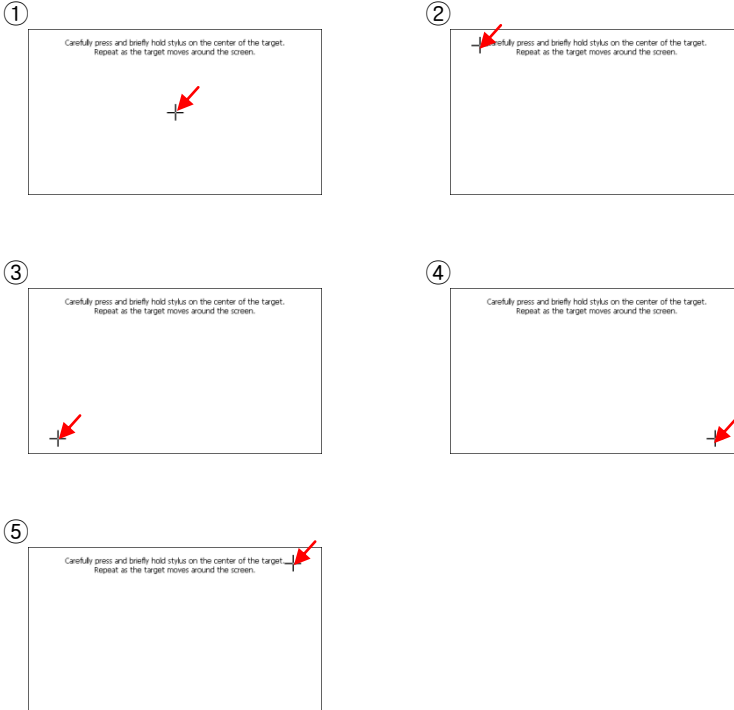 ①
Carefully press and briefly hold stylus on the center of the target.
Repeat as the target moves around the screen.
②
Carefully press and briefly hold stylus on the center of the target.
Repeat as the target moves around the screen.
③
Carefully press and briefly hold stylus on the center of the target.
Repeat as the target moves around the screen.
④
Carefully press and briefly hold stylus on the center of the target.
Repeat as the target moves around the screen.
⑤
Carefully press and briefly hold stylus on the center of the target.
Repeat as the target moves around the screen.